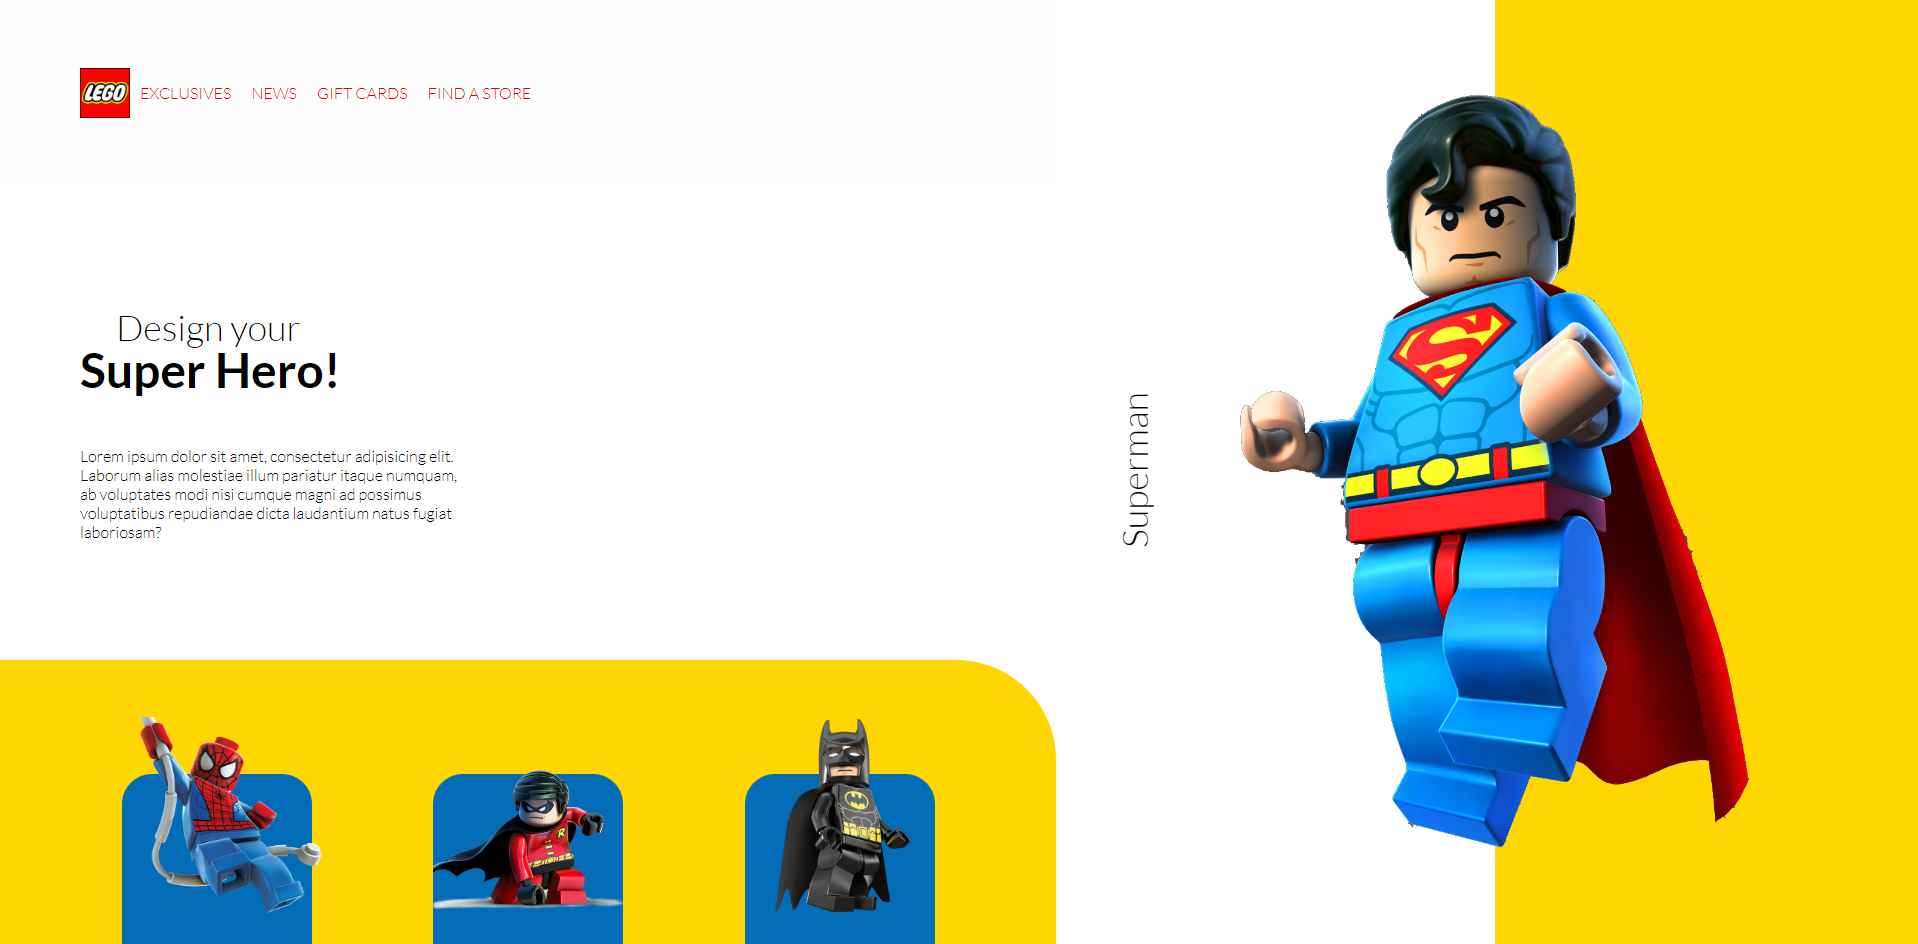 LEGO
EXCLUSIVES NEWS GIFT CARDS FIND A STORE
Design your
Super Hero!
Lorem ipsum dolor sit amet, consectetur adipisicing elit.
Laborum alias molestiae illum pariatur itaque numquam,
ab voluptates modi nisi cumque magni ad possimus
voluptatibus repudiandae dicta laudantium natus fugiat
laboriosam?
Superman
S
R